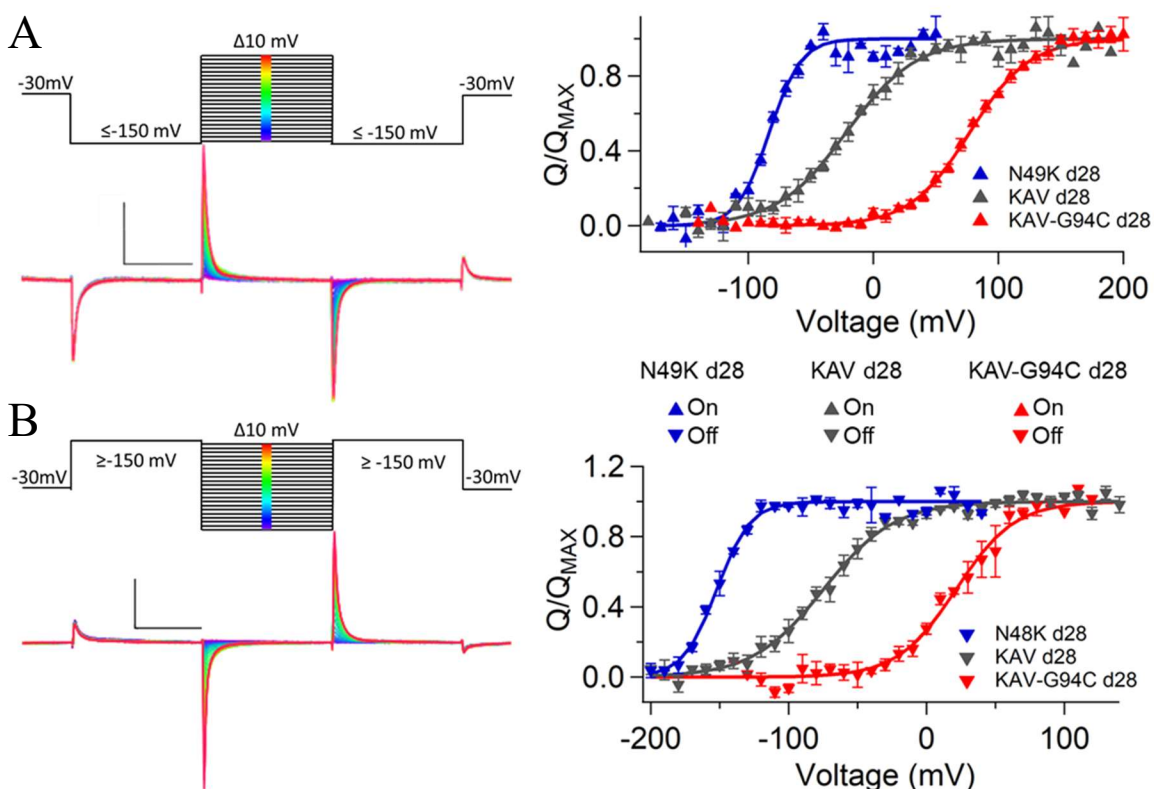 A
Δ10 mV
-30mV
-30mV
≤-150 mV
≤ -150 mV
Q/QMAX
0.8
0.4
0.0
N49K d28
KAV d28
KAV-G94C d28
-100
0
100
200
Voltage (mV)
N49K d28
KAV d28
KAV-G94C d28
On
On
On
Off
Off
Off
B
Δ10 mV
≥-150 mV
≥ -150 mV
-30mV
-30mV
Q/QMAX
1.2
0.8
0.4
0.0
N48K d28
KAV d28
KAV-G94C d28
-200
-100
0
100
Voltage (mV)